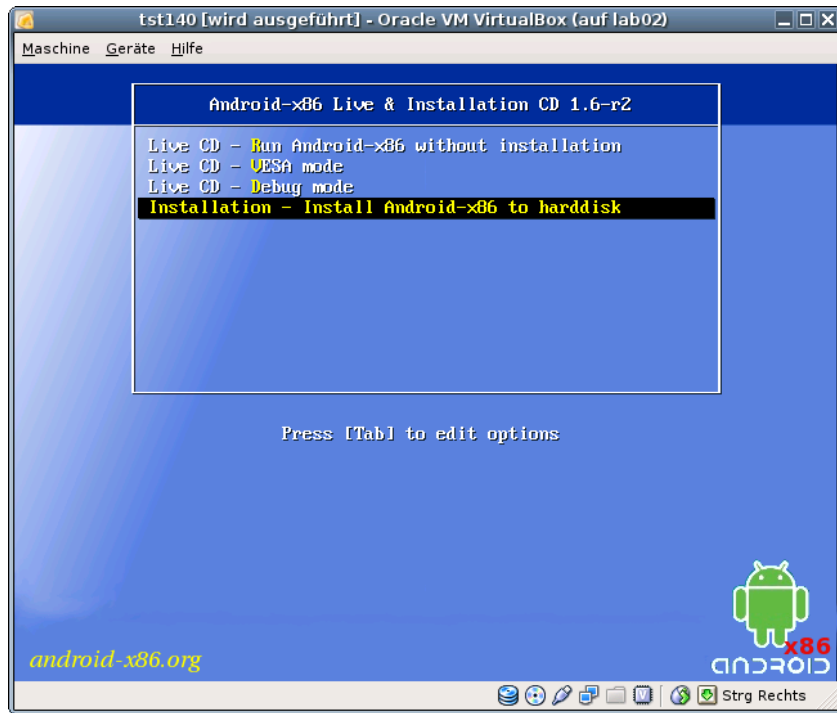 tst140 [wird ausgeführt] - Oracle VM VirtualBox (auf lab02)
Maschine Geräte Hilfe
Android-x86 Live & Installation CD 1.6-r2
Live CD - Run Android-x86 without installation
Live CD - VESA mode
Live CD - Debug mode
Installation - Install Android-x86 to harddisk
Press [Tab] to edit options
x86
android-x86.org
ANDROID
V
Strg Rechts